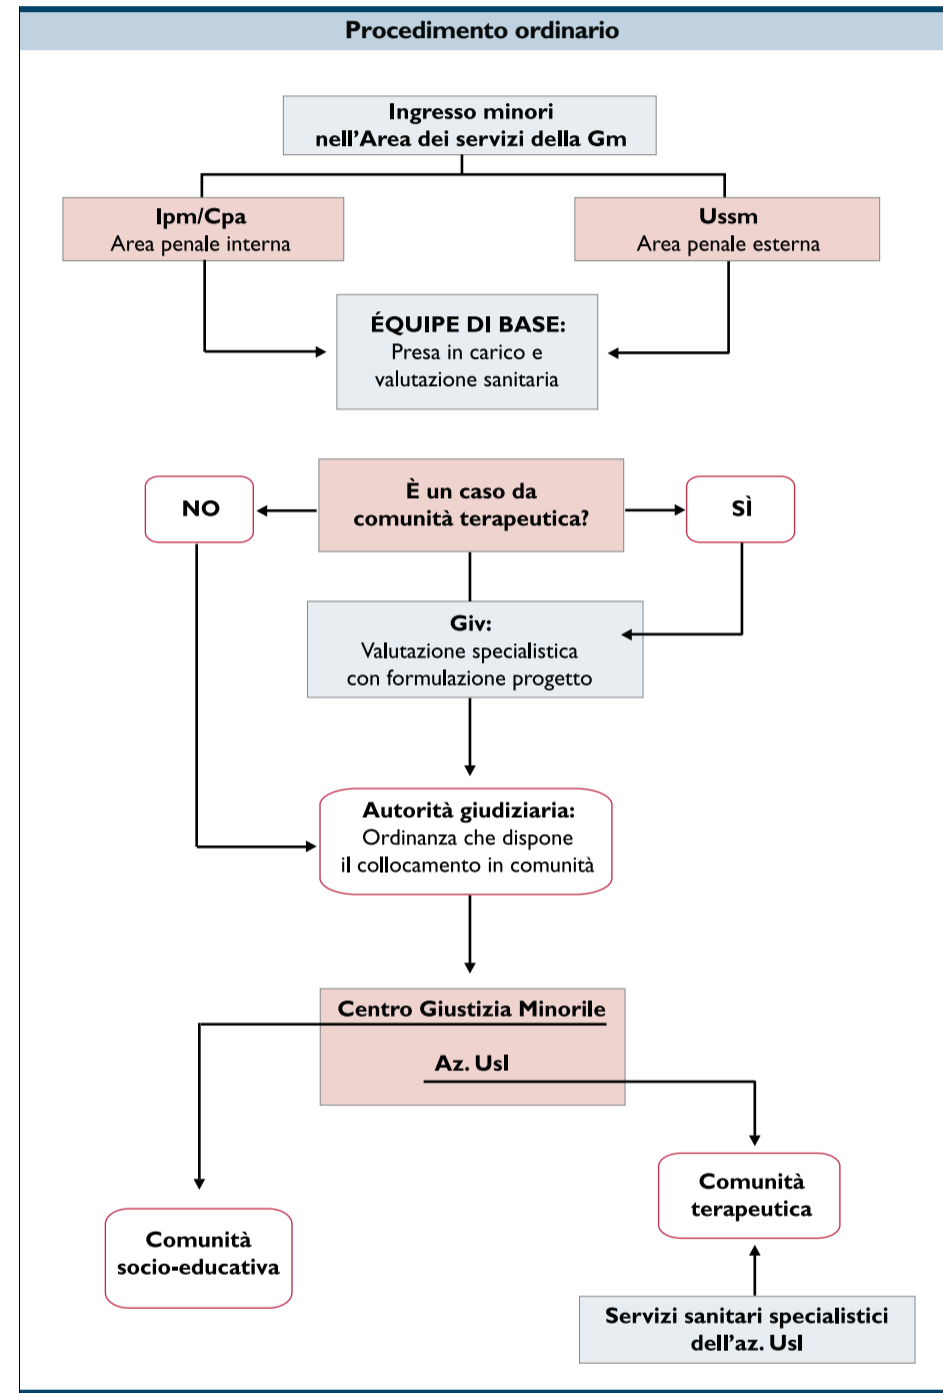 Procedimento ordinario
Ingresso minori
nell'Area dei servizi della Gm
Ipm/Cpa
Area penale interna
Ussm
Area penale esterna
ÉQUIPE DI BASE:
Presa in carico e
valutazione sanitaria
È un caso da
comunità terapeutica?
NO
SÌ
Giv:
Valutazione specialistica
con formulazione progetto
Autorità giudiziaria:
Ordinanza che dispone
il collocamento in comunità
Centro Giustizia Minorile
Az. Usl
Comunità
terapeutica
Comunità
socio-educativa
Servizi sanitari specialistici
dell'az. Usl